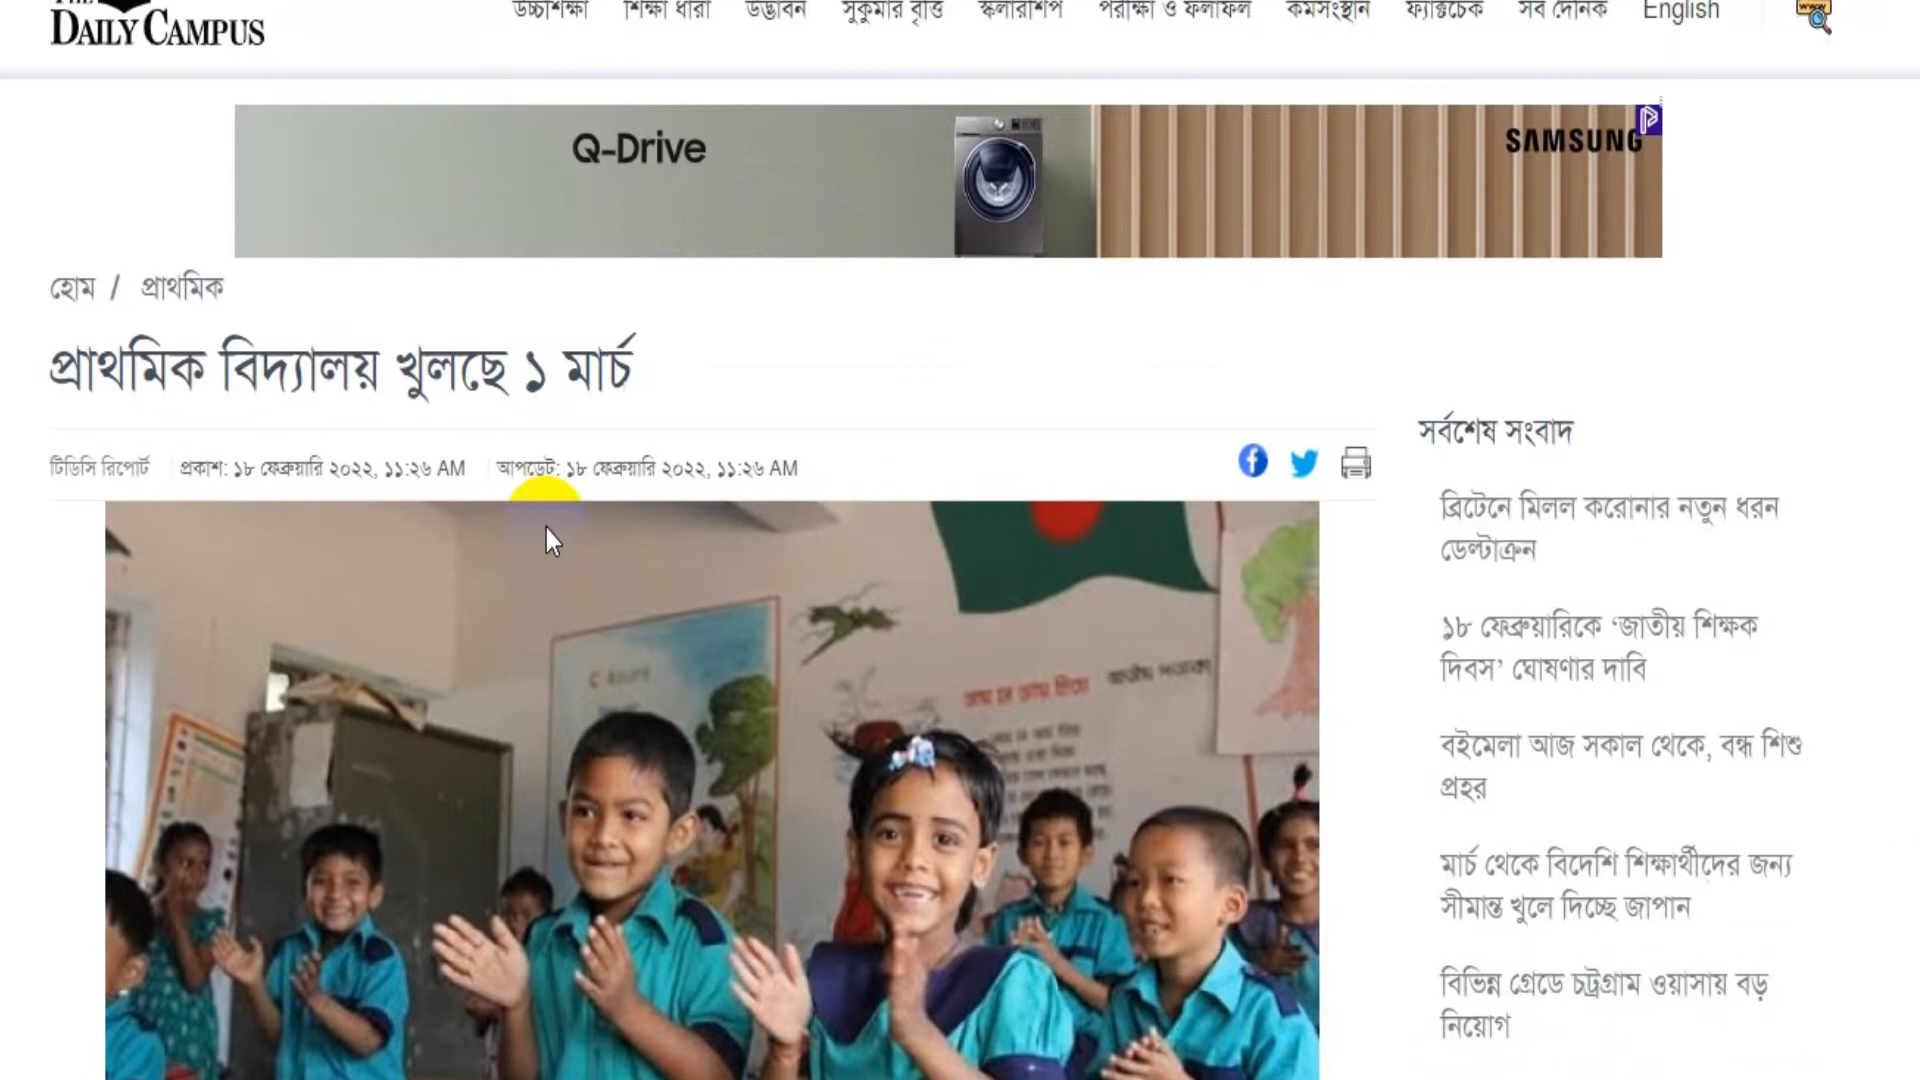 DAILY CAMPUS
উচ্চশিক্ষা শিক্ষা ধারা উদ্ভাবন সুকুমার বৃত্তি স্কলারশিপ পরীক্ষা ও ফলাফল কর্মসংস্থান ফ্যাক্টচেক সব দৈনিক English
Q-Drive
SAMSUNG
হোম / প্রাথমিক
প্রাথমিক বিদ্যালয় খুলছে ১ মার্চ
টিডিসি রিপোর্ট প্রকাশ: ১৮ ফেব্রুয়ারি ২০২২, ১১:২৬ AM আপডেট: ১৮ ফেব্রুয়ারি ২০২২, ১১:২৬ AM
সর্বশেষ সংবাদ
ব্রিটেনে মিলল করোনার নতুন ধরন
ডেল্টাক্রন
১৮ ফেব্রুয়ারিকে ‘জাতীয় শিক্ষক
দিবস’ ঘোষণার দাবি
বইমেলা আজ সকাল থেকে, বন্ধ শিশু
প্রহর
মার্চ থেকে বিদেশি শিক্ষার্থীদের জন্য
সীমান্ত খুলে দিচ্ছে জাপান
বিভিন্ন গ্রেডে চট্রগ্রাম ওয়াসায় বড়
নিয়োগ